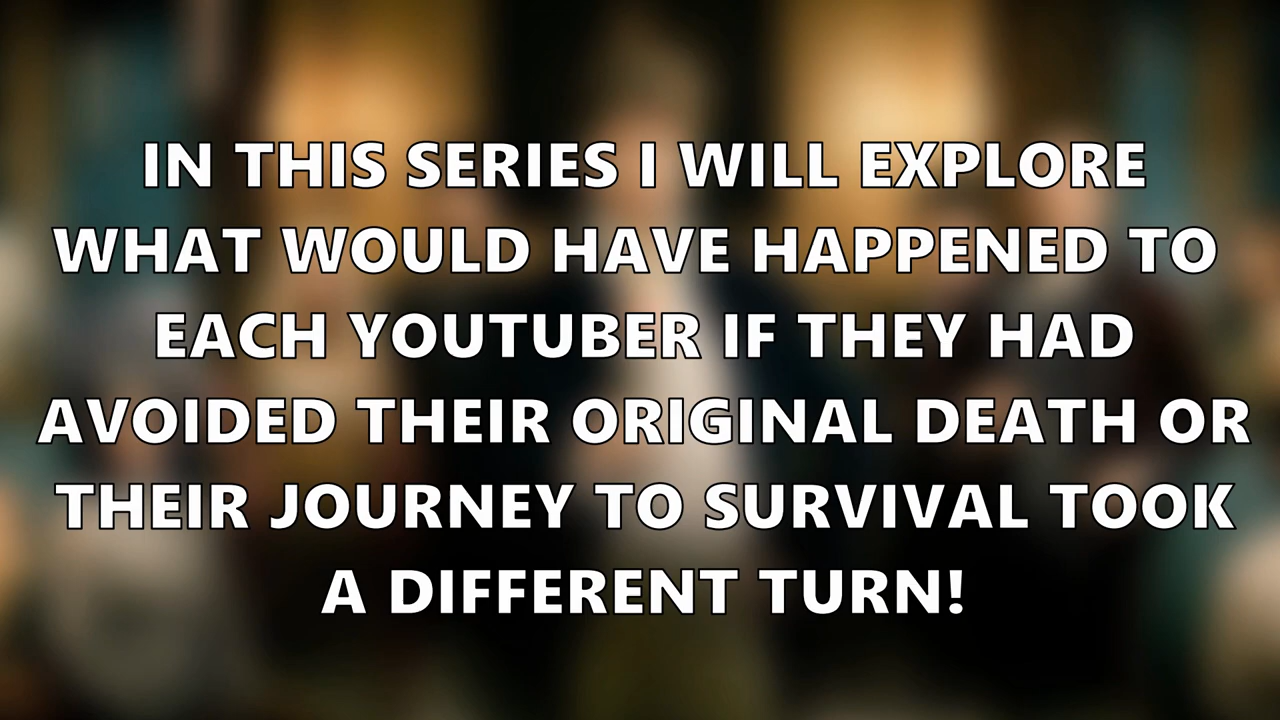 IN THIS SERIES I WILL EXPLORE
WHAT WOULD HAVE HAPPENED TO
EACH YOUTUBER IF THEY HAD
AVOIDED THEIR ORIGINAL DEATH OR
THEIR JOURNEY TO SURVIVAL TOOK
A DIFFERENT TURN!